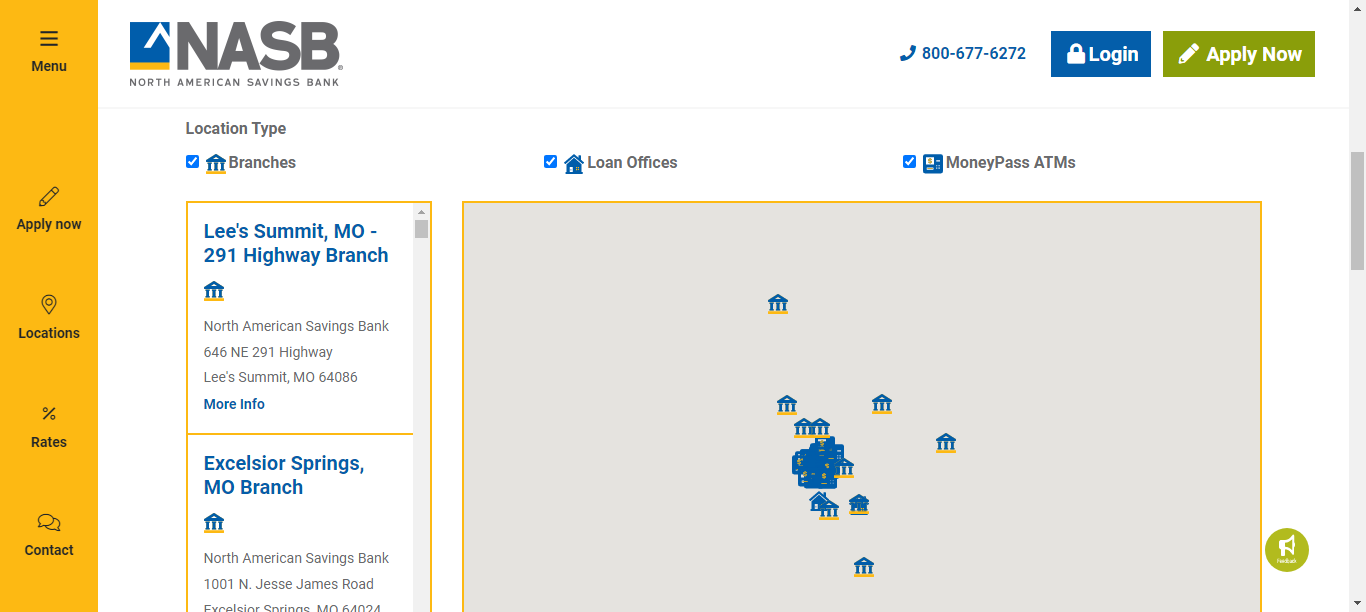 Menu
Apply now
Locations
Rates
Contact
NASB
NORTH AMERICAN SAVINGS BANK
800-677-6272
Login
Apply Now
Location Type
Branches
Loan Offices
MoneyPass ATMs
Lee's Summit, MO -
291 Highway Branch
North American Savings Bank
646 NE 291 Highway
Lee's Summit, MO 64086
More Info
Excelsior Springs,
MO Branch
North American Savings Bank
1001 N. Jesse James Road
Excelsior Springs, MO 64024
Feedback